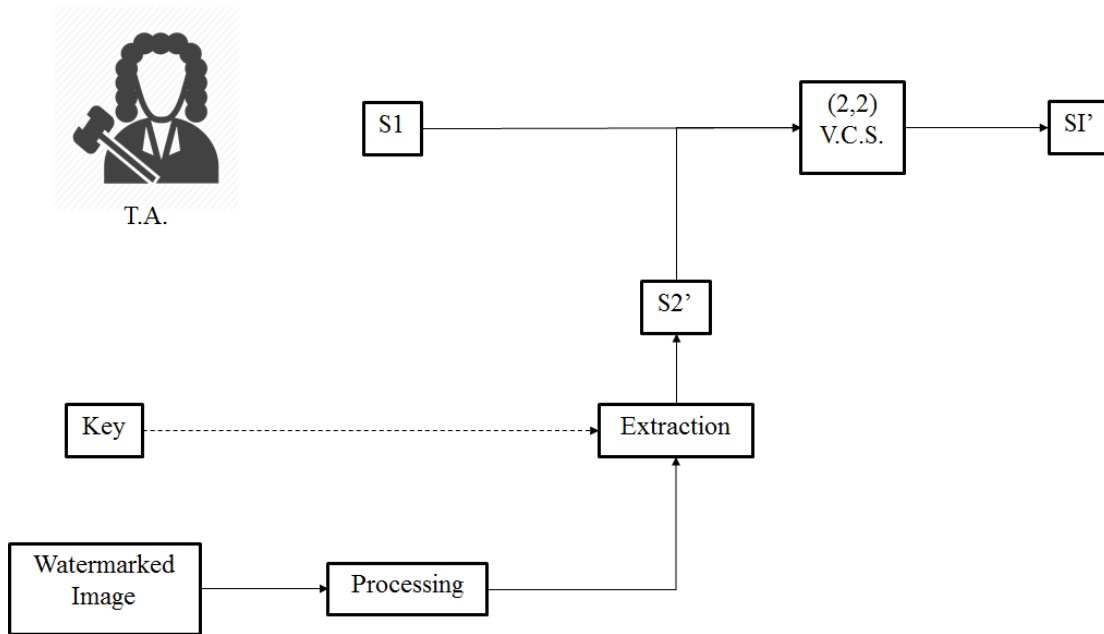 T.A.
S1
(2,2)
V.C.S.
SI’
S2’
Key
Extraction
Watermarked
Image
Processing